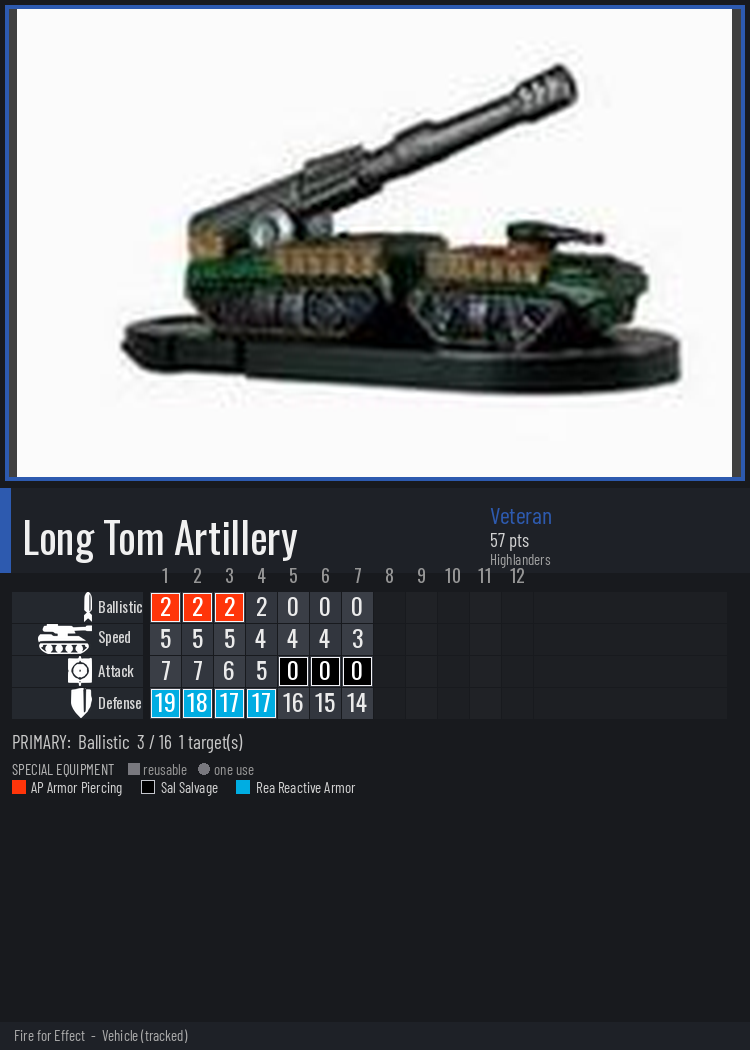 Long Tom Artillery
Veteran
57 pts
Highlanders
1 2 3 4 5 6 7 8 9 10 11 12
Ballistic 2 2 2 2 0 0 0
Speed 5 5 5 4 4 4 3
Attack 7 7 6 5 0 0 0
Defense 19 18 17 17 16 15 14
PRIMARY: Ballistic 3 / 16 1 target(s)
SPECIAL EQUIPMENT reusable one use
AP Armor Piercing Sal Salvage Rea Reactive Armor
Fire for Effect - Vehicle (tracked)